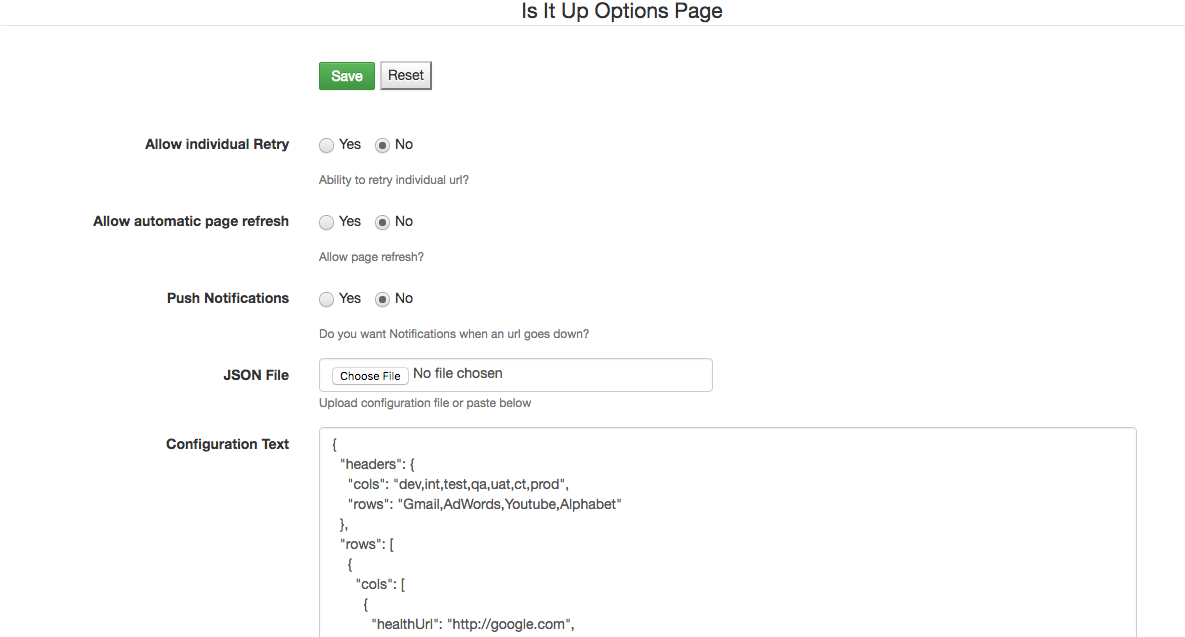 Is It Up Options Page
Save Reset
Allow individual Retry Yes No
Ability to retry individual url?
Allow automatic page refresh Yes No
Allow page refresh?
Push Notifications Yes No
Do you want Notifications when an url goes down?
JSON File Choose File No file chosen
Upload configuration file or paste below
Configuration Text {
"headers": {
"cols": "dev,int,test,qa,uat,ct,prod",
"rows": "Gmail,AdWords,Youtube,Alphabet"
},
"rows": [
{
"cols": [
{
"healthUrl": "http://google.com",